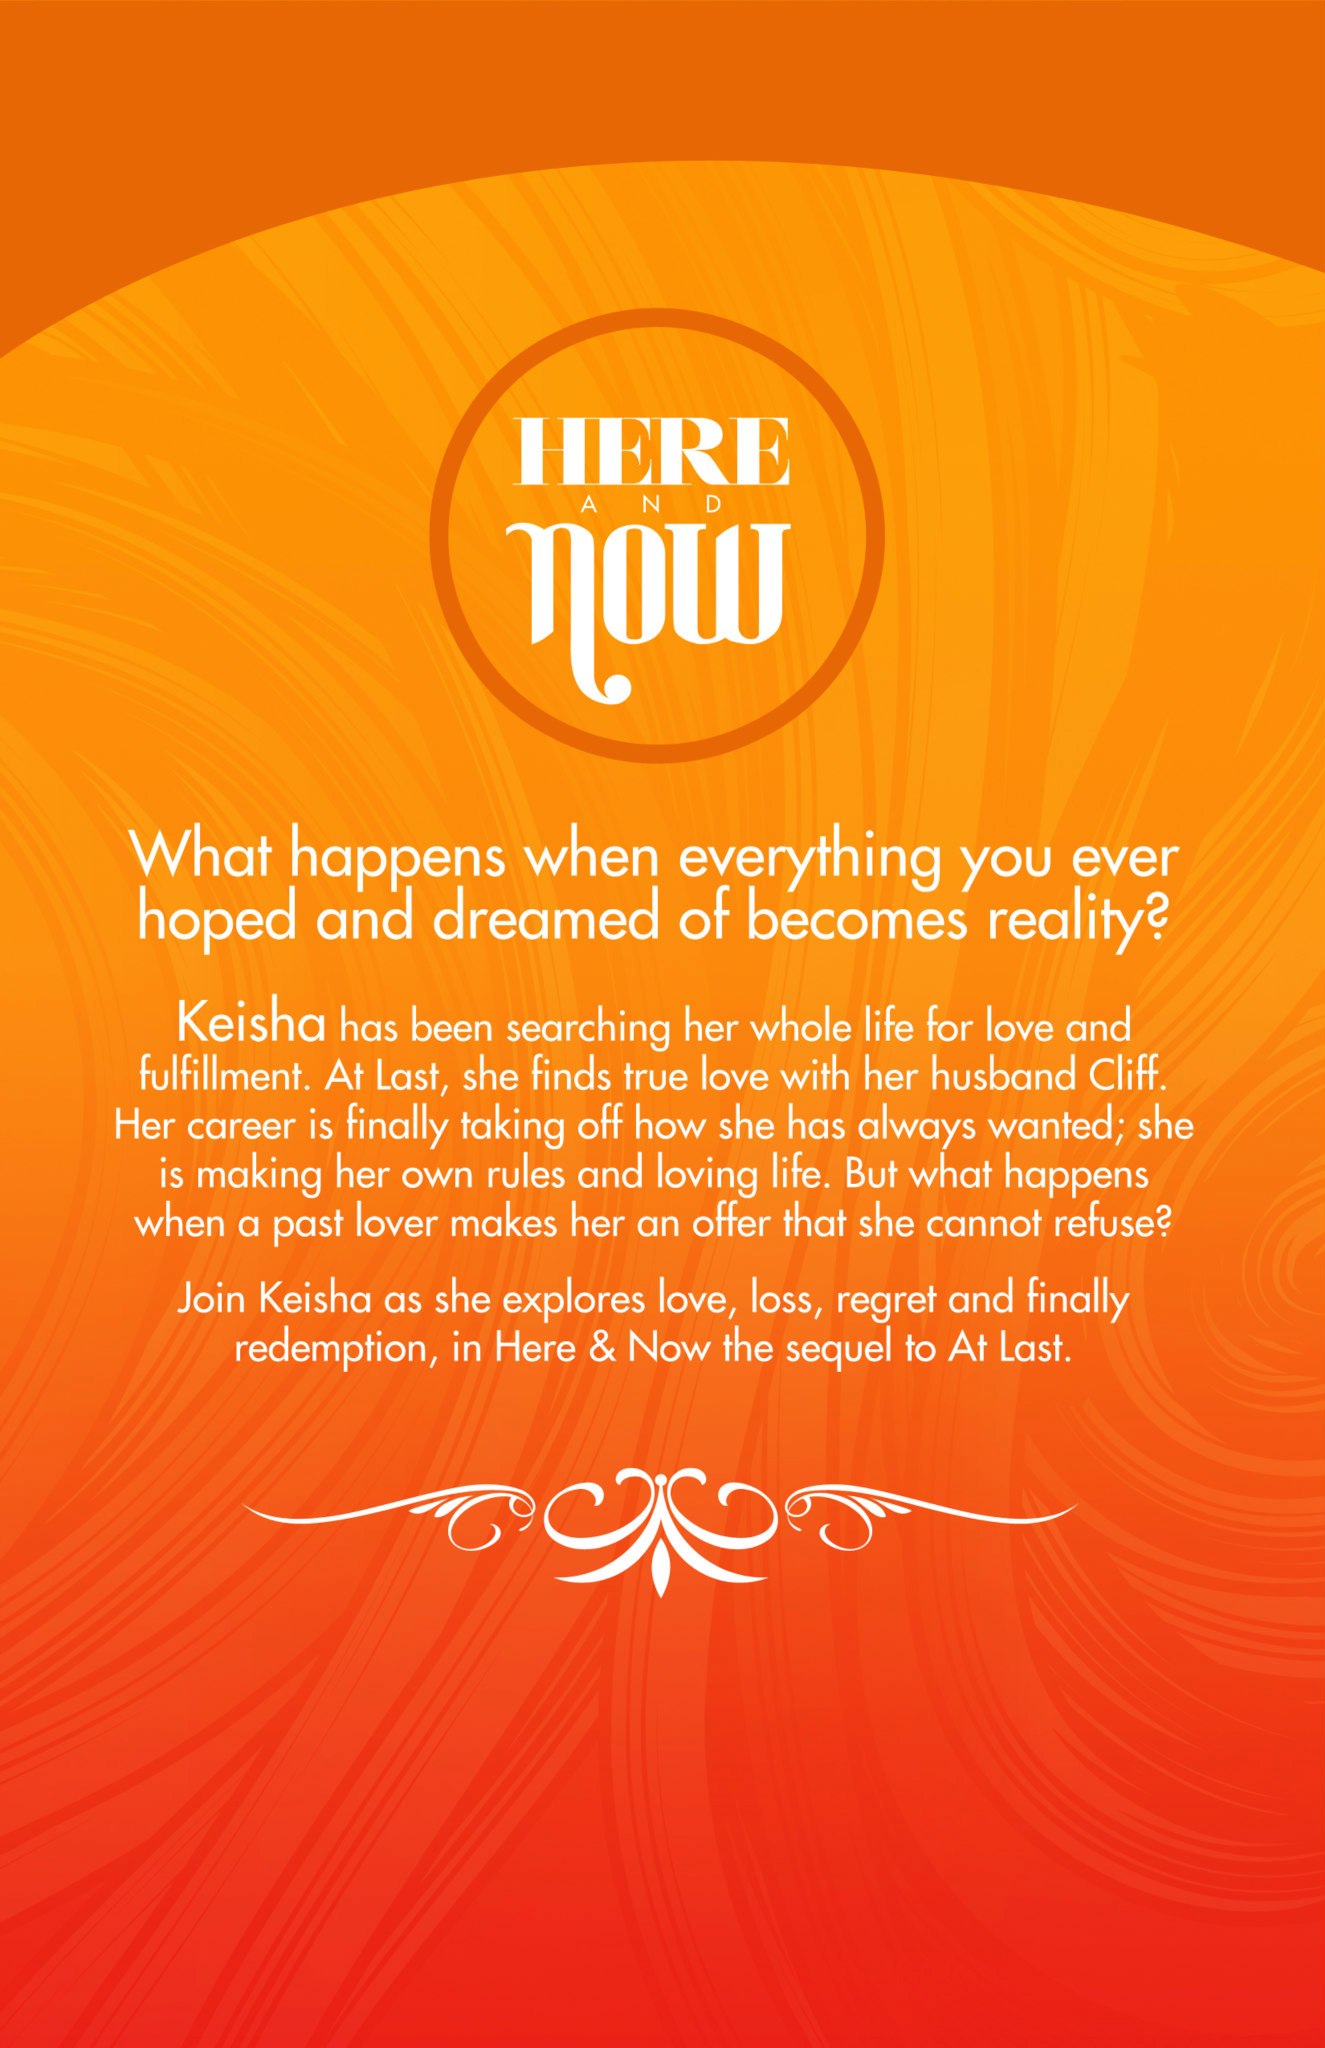 HERE
AND
NOW
What happens when everything you ever
hoped and dreamed of becomes reality?
Keisha has been searching her whole life for love and
fulfillment. At Last, she finds true love with her husband Cliff.
Her career is finally taking off how she has always wanted; she
is making her own rules and loving life. But what happens
when a past lover makes her an offer that she cannot refuse?
Join Keisha as she explores love, loss, regret and finally
redemption, in Here & Now the sequel to At Last.